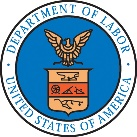 DEPARTMENT OF LABOR
UNITED STATES OF AMERICA